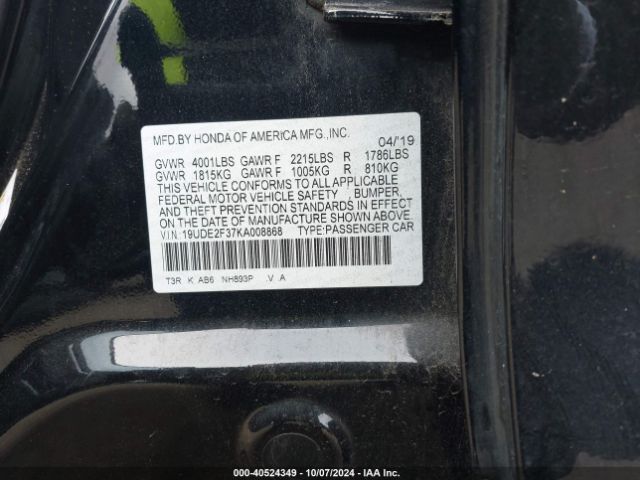 MFD.BY HONDA OF AMERICA MFG.,INC.
04/'19
GVWR 4001LBS GAWR F 2215LBS R 1786LBS
GVWR 1815KG GAWR F 1005KG R 810KG
THIS VEHICLE CONFORMS TO ALL APPLICABLE
FEDERAL MOTOR VEHICLE SAFETY , BUMPER,
AND THEFT PREVENTION STANDARDS IN EFFECT
ON THE DATE OF MANUFACTURE SHOWN ABOVE.
V.I.N.:19UDE2F37KA008868 TYPE:PASSENGER CAR
T3R K AB6 NH893P .V .A
000-40524349 - 10/07/2024 - IAA Inc.